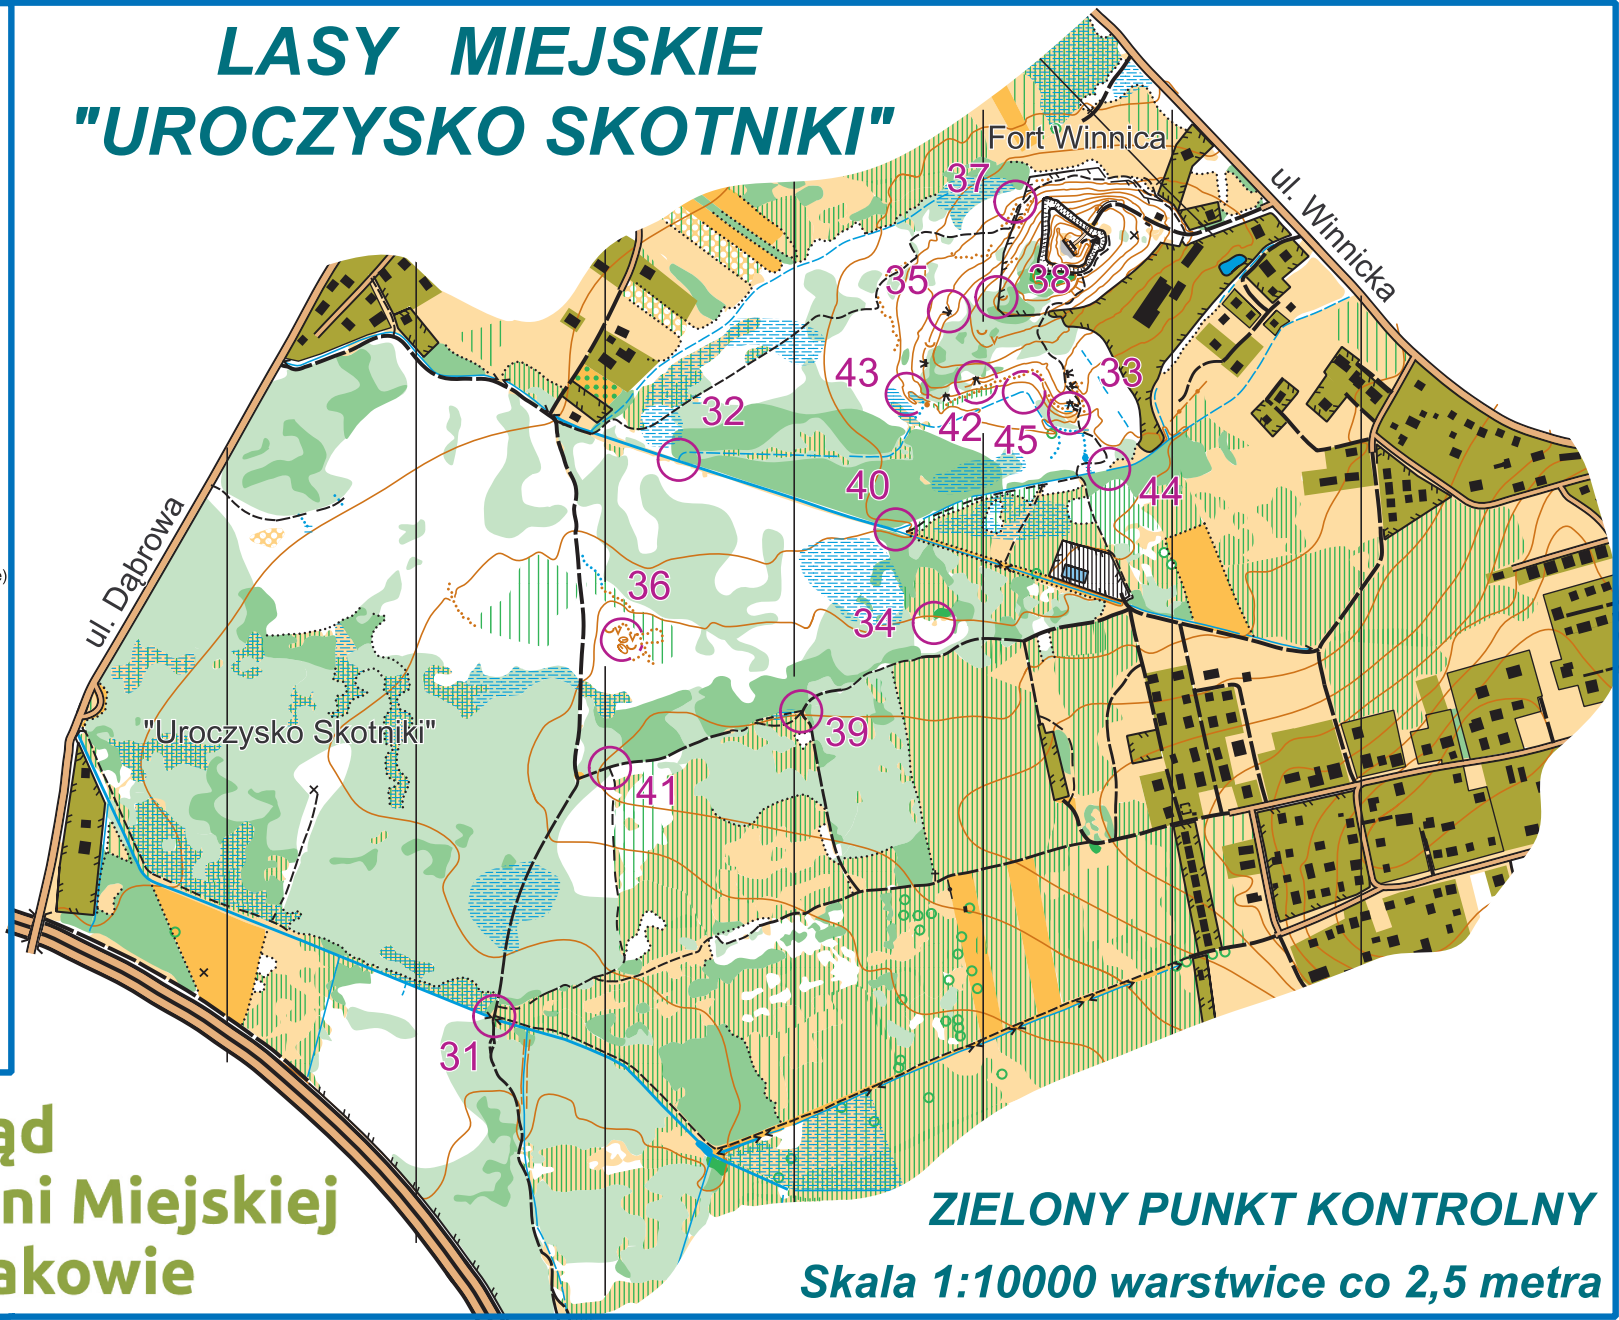 LASY MIEJSKIE
"UROCZYSKO SKOTNIKI"
Fort Winnica
ul. Winnicka
37
35
38
43
33
32
42
45
40
44
ul. Dąbrowa
e)
36
34
"Uroczysko Skotniki"
39
41
31
ąd
ni Miejskiej
akowie
ZIELONY PUNKT KONTROLNY
Skala 1:10000 warstwice co 2,5 metra